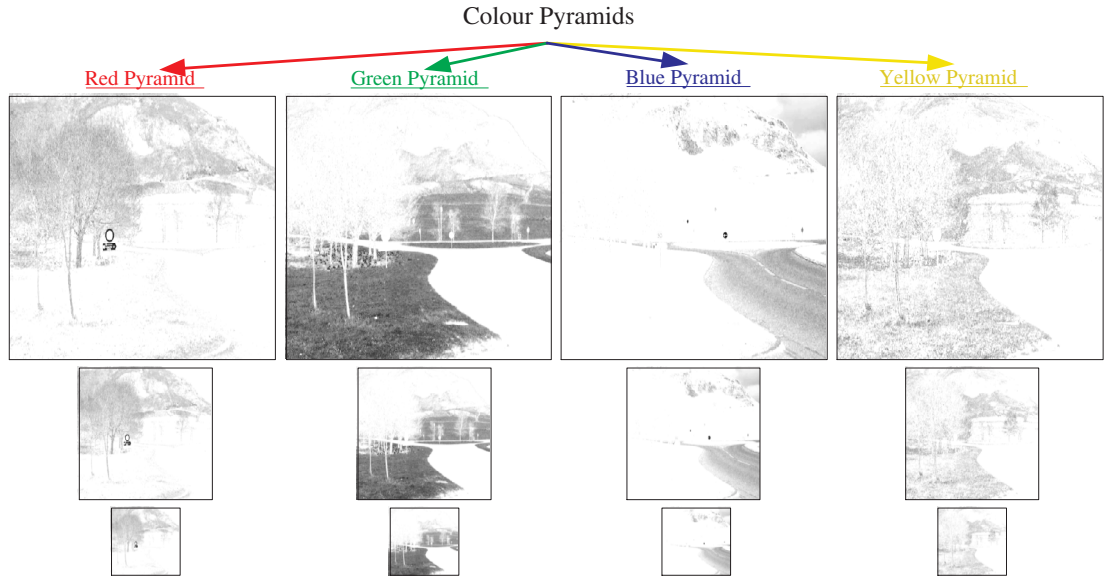 Colour Pyramids
Red Pyramid
Green Pyramid
Blue Pyramid
Yellow Pyramid